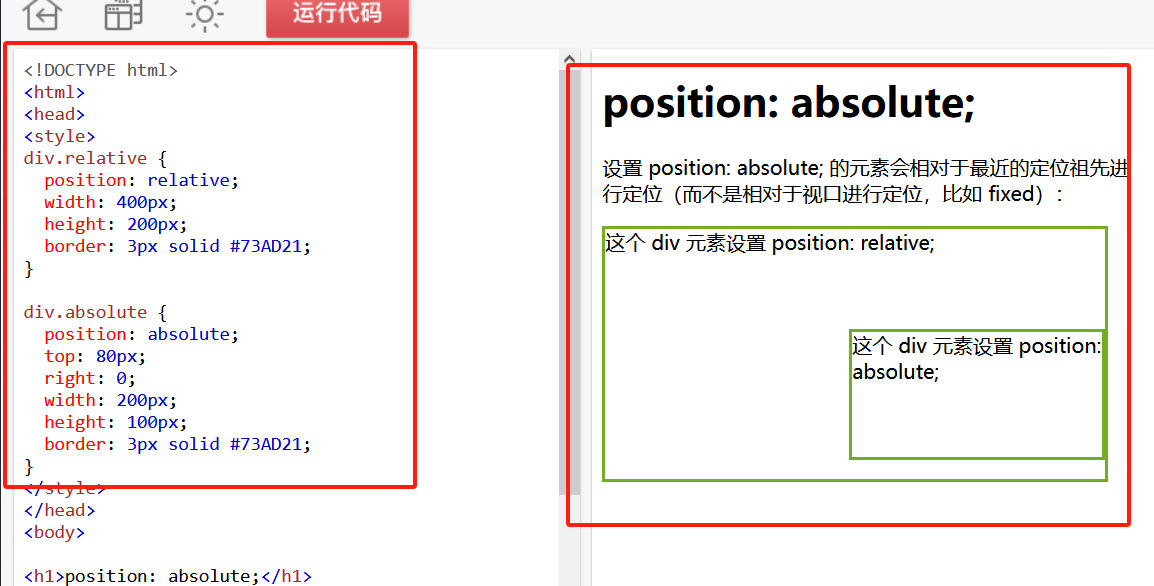 运行代码
<!DOCTYPE html>
<html>
<head>
<style>
div.relative {
  position: relative;
  width: 400px;
  height: 200px;
  border: 3px solid #73AD21;
}
div.absolute {
  position: absolute;
  top: 80px;
  right: 0;
  width: 200px;
  height: 100px;
  border: 3px solid #73AD21;
}
</style>
</head>
<body>
<h1>position: absolute;</h1>
position: absolute;
设置 position: absolute; 的元素会相对于最近的定位祖先进
行定位（而不是相对于视口进行定位，比如 fixed）：
这个 div 元素设置 position: relative;
这个 div 元素设置 position:
absolute;